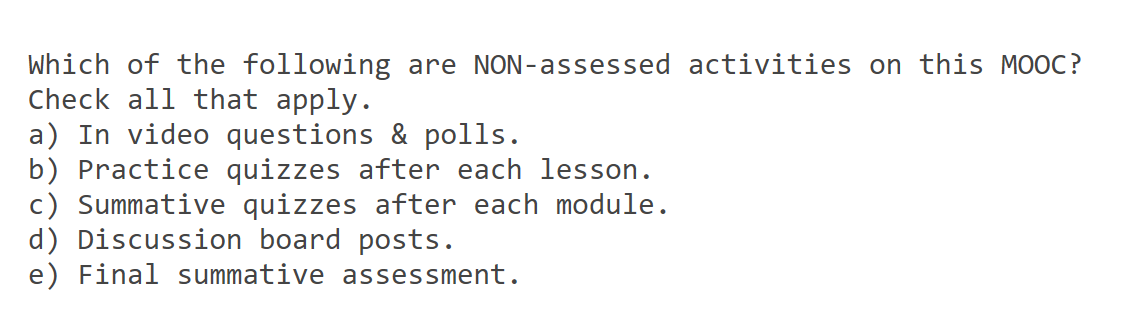 Which of the following are NON-assessed activities on this MOOC?
Check all that apply.
a) In video questions & polls.
b) Practice quizzes after each lesson.
c) Summative quizzes after each module.
d) Discussion board posts.
e) Final summative assessment.